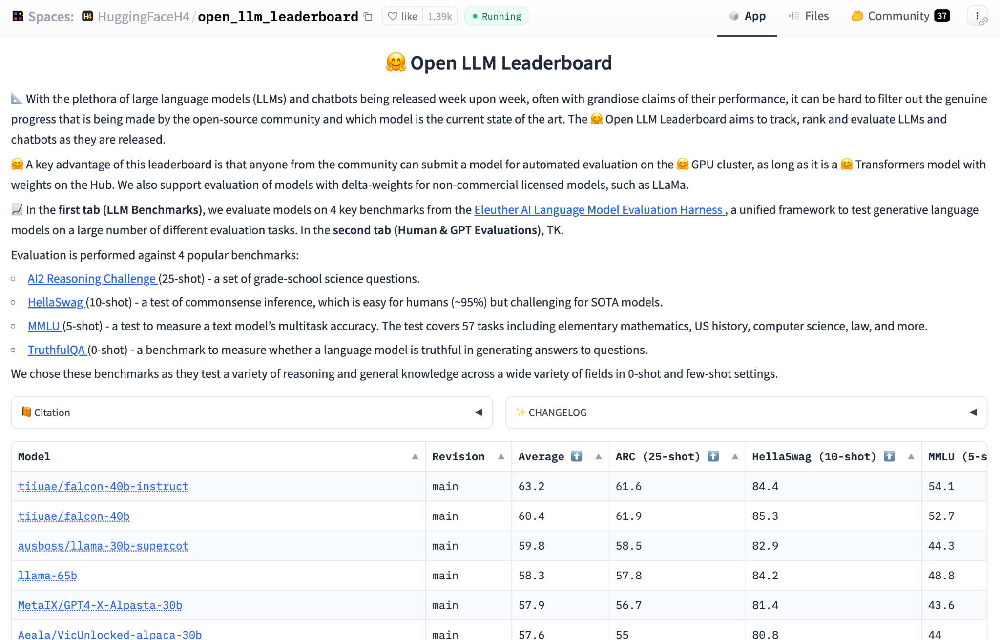 Spaces: H4 HuggingFaceH4/open_llm_leaderboard like 1.39k Running App Files Community 37
🤗 Open LLM Leaderboard
📐 With the plethora of large language models (LLMs) and chatbots being released week upon week, often with grandiose claims of their performance, it can be hard to filter out the genuine
progress that is being made by the open-source community and which model is the current state of the art. The 🤗 Open LLM Leaderboard aims to track, rank and evaluate LLMs and
chatbots as they are released.
🤗 A key advantage of this leaderboard is that anyone from the community can submit a model for automated evaluation on the 🤗 GPU cluster, as long as it is a 🤗 Transformers model with
weights on the Hub. We also support evaluation of models with delta-weights for non-commercial licensed models, such as LLaMa.
📈 In the first tab (LLM Benchmarks), we evaluate models on 4 key benchmarks from the Eleuther AI Language Model Evaluation Harness , a unified framework to test generative language
models on a large number of different evaluation tasks. In the second tab (Human & GPT Evaluations), TK.
Evaluation is performed against 4 popular benchmarks:
AI2 Reasoning Challenge (25-shot) - a set of grade-school science questions.
HellaSwag (10-shot) - a test of commonsense inference, which is easy for humans (~95%) but challenging for SOTA models.
MMLU (5-shot) - a test to measure a text model’s multitask accuracy. The test covers 57 tasks including elementary mathematics, US history, computer science, law, and more.
TruthfulQA (0-shot) - a benchmark to measure whether a language model is truthful in generating answers to questions.
We chose these benchmarks as they test a variety of reasoning and general knowledge across a wide variety of fields in 0-shot and few-shot settings.
📙 Citation ◀ ✨ CHANGELOG ◀
Model Revision Average ⬆️ ARC (25-shot) ⬆️ HellaSwag (10-shot) ⬆️ MMLU (5-s
tiiuae/falcon-40b-instruct main 63.2 61.6 84.4 54.1
tiiuae/falcon-40b main 60.4 61.9 85.3 52.7
ausboss/llama-30b-supercot main 59.8 58.5 82.9 44.3
llama-65b main 58.3 57.8 84.2 48.8
MetaIX/GPT4-X-Alpasta-30b main 57.9 56.7 81.4 43.6
Aeala/VicUnlocked-alpaca-30b main 57.6 55 80.8 44